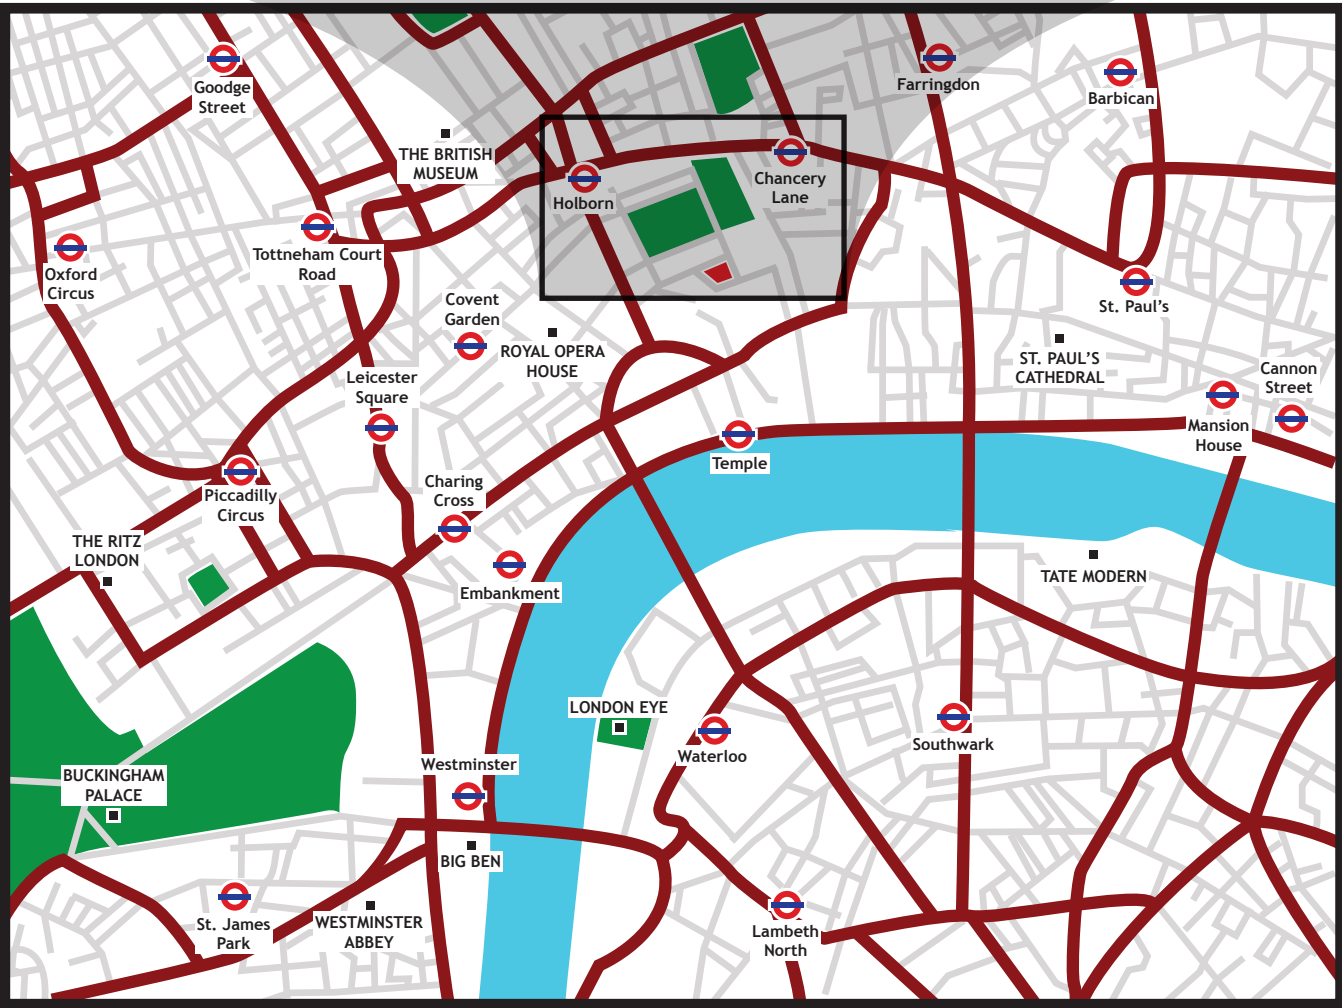 Goodge
Street
Farringdon
Barbican
THE BRITISH
MUSEUM
Chancery
Lane
Holborn
Tottneham Court
Road
Oxford
Circus
Covent
Garden
St. Paul's
ROYAL OPERA
HOUSE
ST. PAUL'S
CATHEDRAL
Cannon
Street
Leicester
Square
Mansion
House
Temple
Charing
Cross
Piccadilly
Circus
THE RITZ
LONDON
Embankment
TATE MODERN
LONDON EYE
Southwark
Waterloo
Westminster
BUCKINGHAM
PALACE
BIG BEN
St. James
Park
WESTMINSTER
ABBEY
Lambeth
North